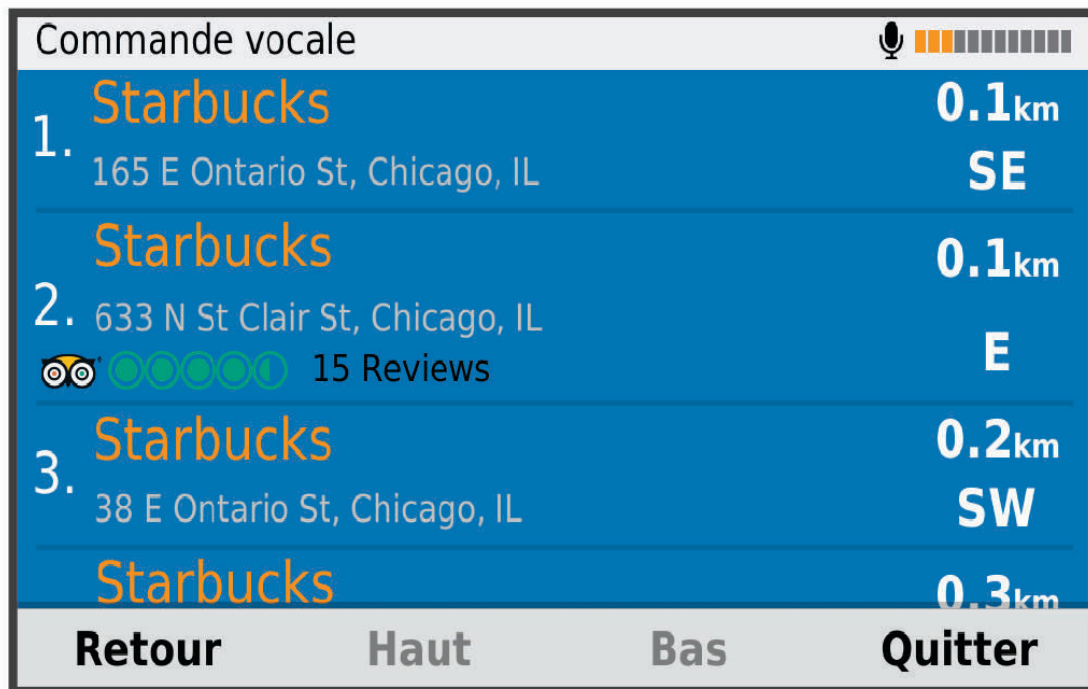 Commande vocale
1. Starbucks 0.1km
165 E Ontario St, Chicago, IL SE
2. Starbucks 0.1km
633 N St Clair St, Chicago, IL E
15 Reviews
3. Starbucks 0.2km
38 E Ontario St, Chicago, IL SW
Starbucks 0.3km
Retour Haut Bas Quitter